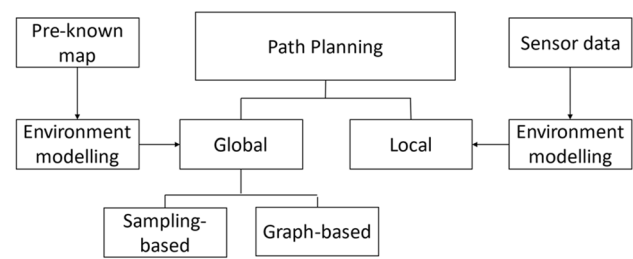 Pre-known
map
Path Planning
Sensor data
Environment
modelling
Global
Local
Environment
modelling
Sampling-
based
Graph-based